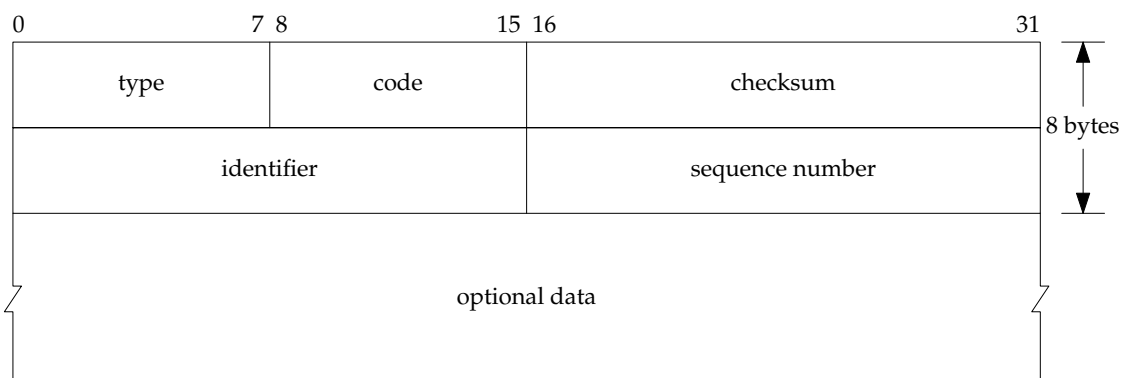 0 7 8 15 16 31
type code checksum
8 bytes
identifier sequence number
optional data